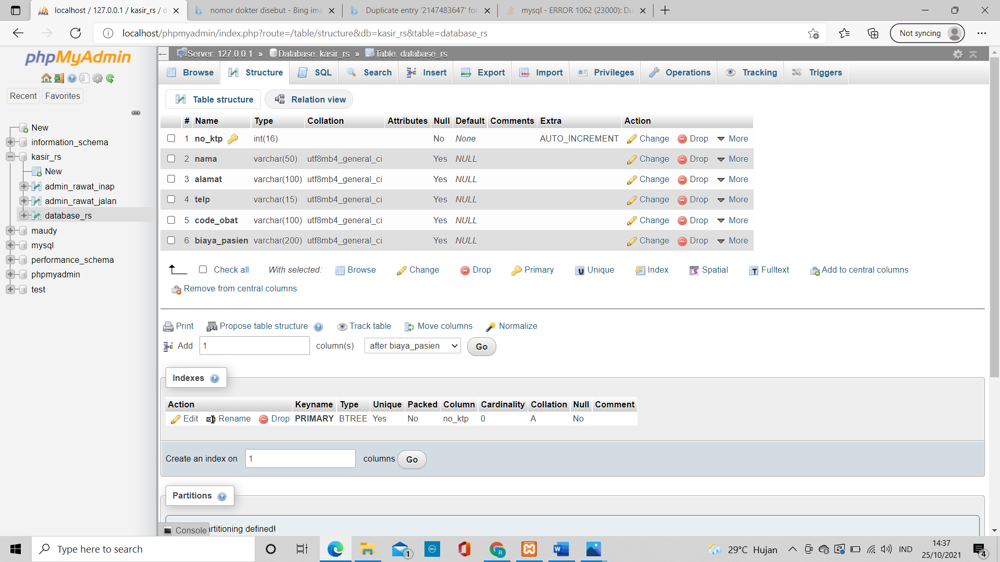 localhost / 127.0.0.1 / kasir_rs / d
nomor dokter disebut - Bing ima
Duplicate entry '2147483647' for
mysql - ERROR 1062 (23000): Du
localhost/phpmyadmin/index.php?route=/table/structure&db=kasir_rs&table=database_rs
Not syncing
phpMyAdmin
Recent
Favorites
New
information_schema
kasir_rs
New
admin_rawat_inap
admin_rawat_jalan
database_rs
maudy
mysql
performance_schema
phpmyadmin
test
Server: 127.0.0.1 » Database: kasir_rs » Table: database_rs
Browse Structure SQL Search Insert Export Import Privileges Operations Tracking Triggers
Table structure Relation view
# Name Type Collation Attributes Null Default Comments Extra Action
1 no_ktp int(16) No None AUTO_INCREMENT Change Drop More
2 nama varchar(50) utf8mb4_general_ci Yes NULL Change Drop More
3 alamat varchar(100) utf8mb4_general_ci Yes NULL Change Drop More
4 telp varchar(15) utf8mb4_general_ci Yes NULL Change Drop More
5 code_obat varchar(100) utf8mb4_general_ci Yes NULL Change Drop More
6 biaya_pasien varchar(200) utf8mb4_general_ci Yes NULL Change Drop More
Check all With selected: Browse Change Drop Primary Unique Index Spatial Fulltext Add to central columns
Remove from central columns
Print Propose table structure Track table Move columns Normalize
Add 1 column(s) after biaya_pasien Go
Indexes
Action Keyname Type Unique Packed Column Cardinality Collation Null Comment
Edit Rename Drop PRIMARY BTREE Yes No no_ktp 0 A No
Create an index on 1 columns Go
Partitions
Console
artitioning defined!
Type here to search
1
29°C Hujan
IND
14:37
25/10/2021
4